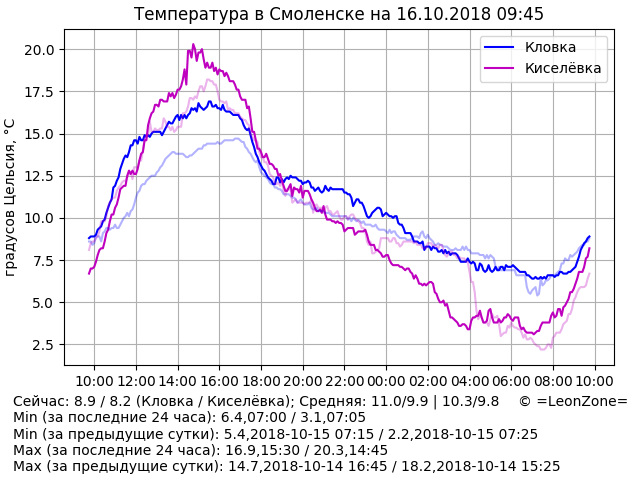 Температура в Смоленске на 16.10.2018 09:45
Кловка
Киселёвка
градусов Цельсия, °C
20.0
17.5
15.0
12.5
10.0
7.5
5.0
2.5
10:00 12:00 14:00 16:00 18:00 20:00 22:00 00:00 02:00 04:00 06:00 08:00 10:00
Сейчас: 8.9 / 8.2 (Кловка / Киселёвка); Средняя: 11.0/9.9 | 10.3/9.8 © =LeonZone=
Min (за последние 24 часа): 6.4,07:00 / 3.1,07:05
Min (за предыдущие сутки): 5.4,2018-10-15 07:15 / 2.2,2018-10-15 07:25
Max (за последние 24 часа): 16.9,15:30 / 20.3,14:45
Max (за предыдущие сутки): 14.7,2018-10-14 16:45 / 18.2,2018-10-14 15:25